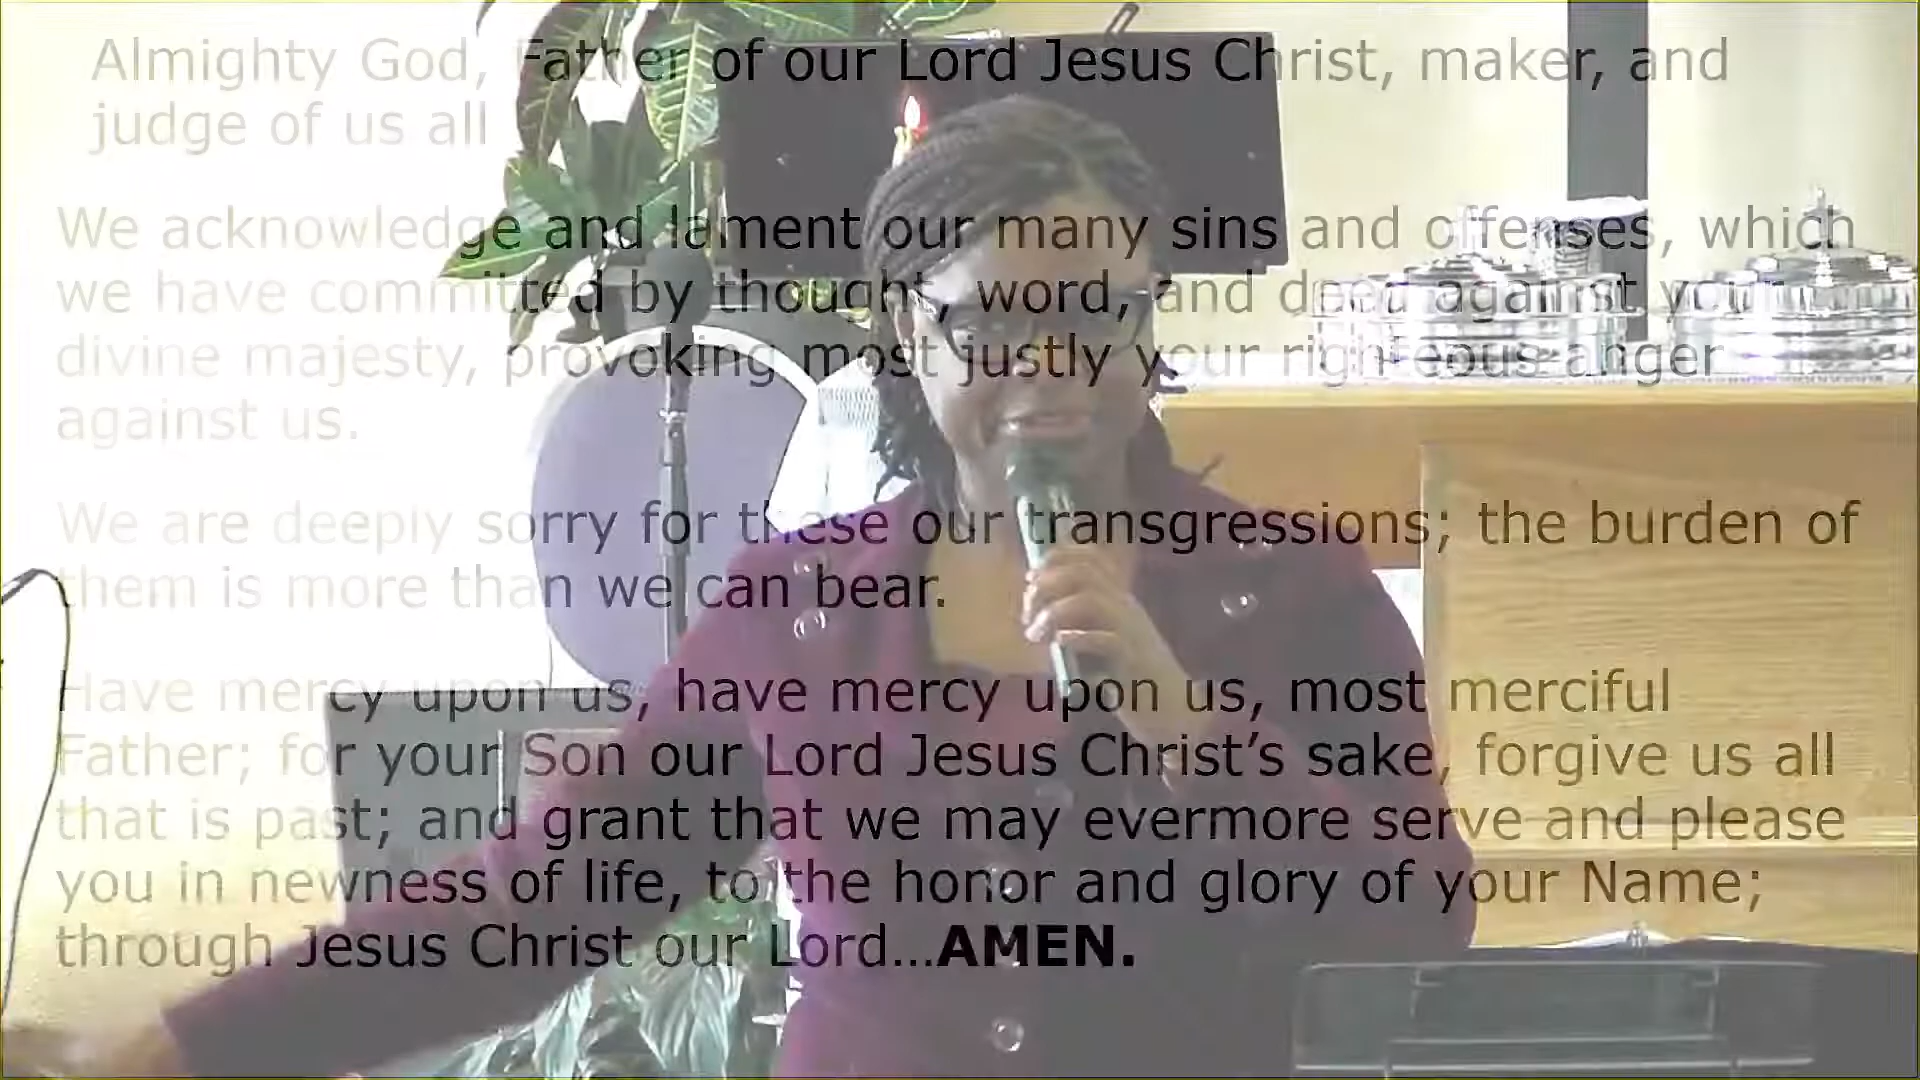 Almighty God, Father of our Lord Jesus Christ, maker, and
judge of us all
We acknowledge and lament our many sins and offenses, which
we have committed by thought, word, and deed against your
divine majesty, provoking most justly your righteous anger
against us.
We are deeply sorry for these our transgressions; the burden of
them is more than we can bear.
Have mercy upon us, have mercy upon us, most merciful
Father; for your Son our Lord Jesus Christ’s sake, forgive us all
that is past; and grant that we may evermore serve and please
you in newness of life, to the honor and glory of your Name;
through Jesus Christ our Lord...AMEN.